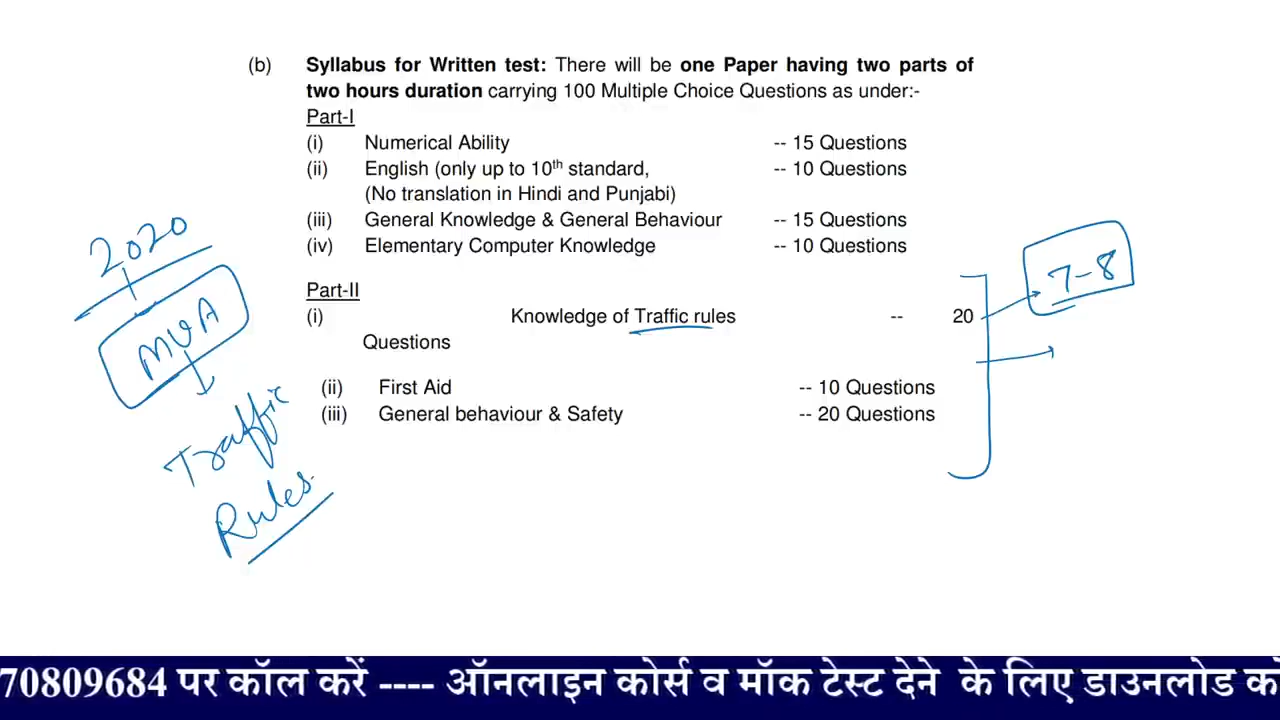 (b) Syllabus for Written test: There will be one Paper having two parts of
two hours duration carrying 100 Multiple Choice Questions as under:-
Part-I
(i) Numerical Ability -- 15 Questions
(ii) English (only up to 10th standard, -- 10 Questions
(No translation in Hindi and Punjabi)
(iii) General Knowledge & General Behaviour -- 15 Questions
(iv) Elementary Computer Knowledge -- 10 Questions
Part-II
(i) Knowledge of Traffic rules -- 20
Questions
(ii) First Aid -- 10 Questions
(iii) General behaviour & Safety -- 20 Questions
2020
MVA
Traffic
Rules.
7-8
70809684 पर कॉल करें ---- ऑनलाइन कोर्स व मॉक टेस्ट देने के लिए डाउनलोड क